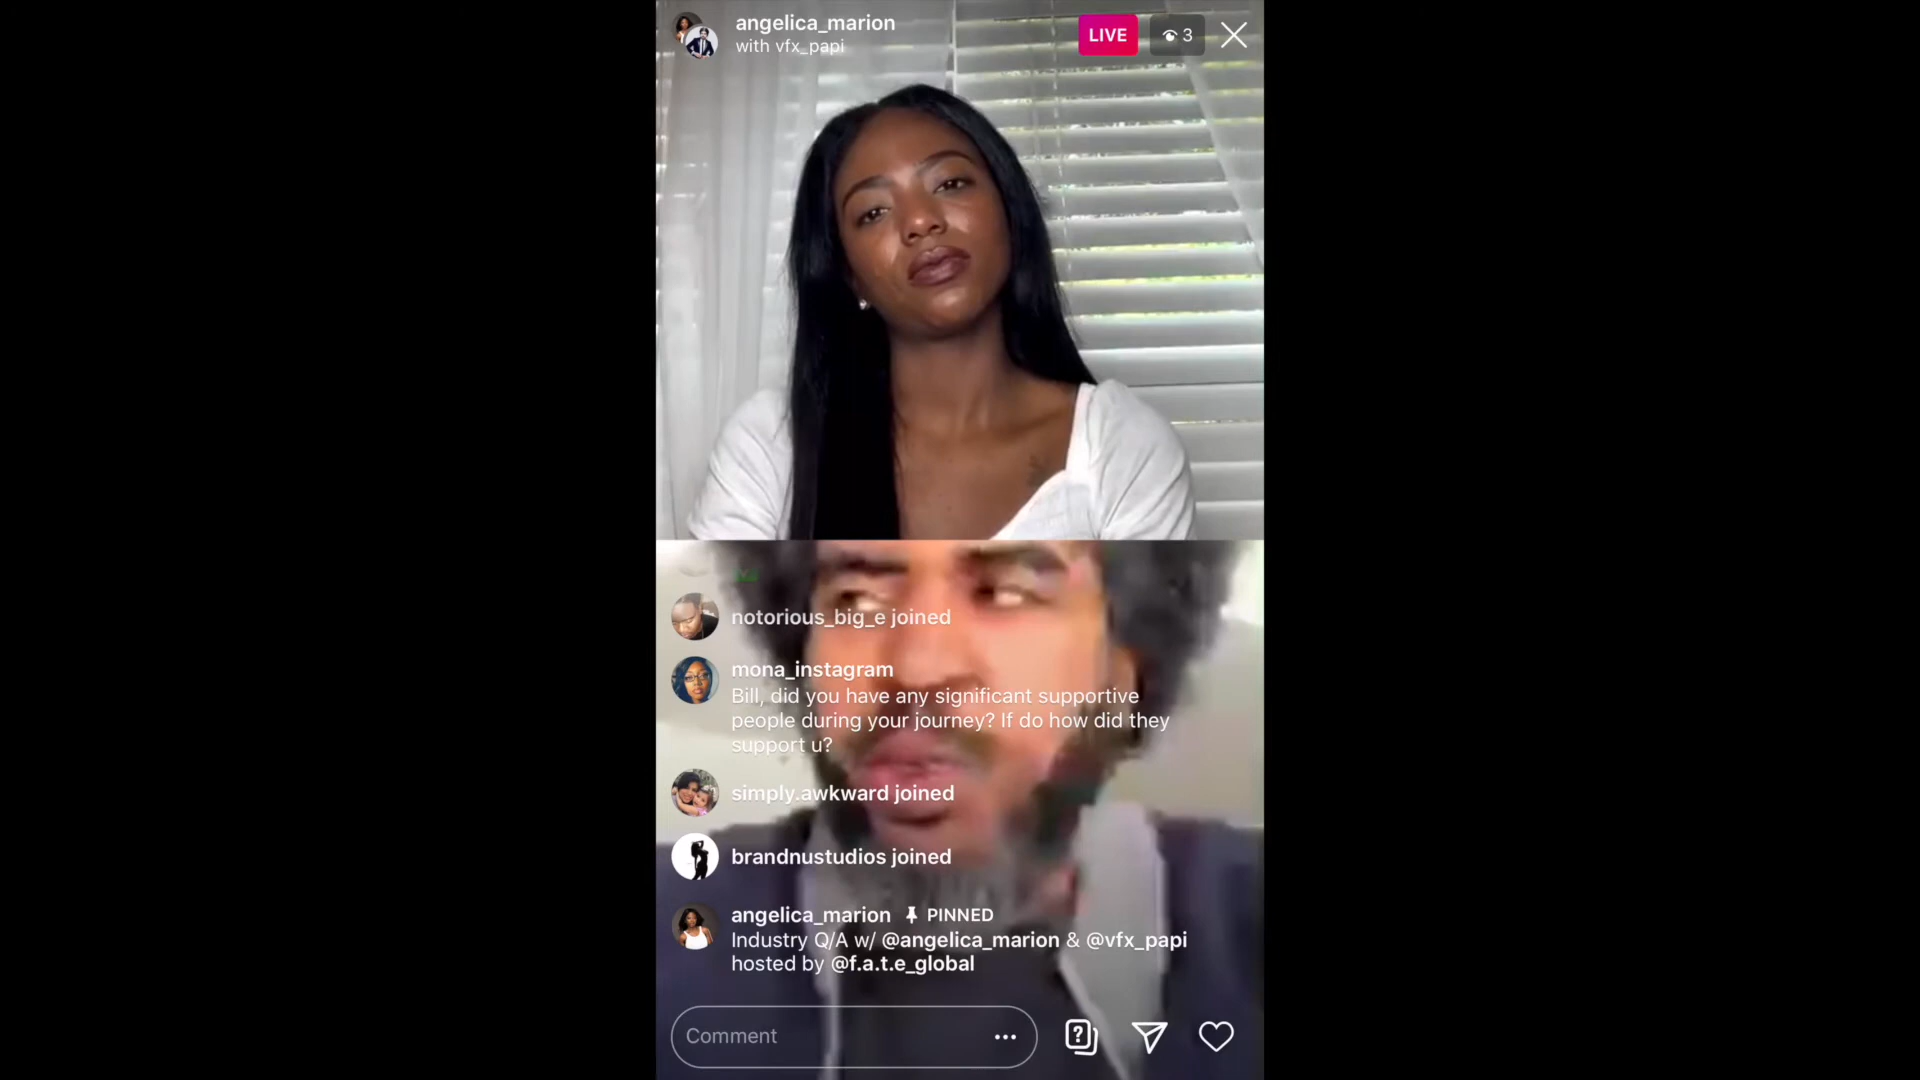 angelica_marion
with vfx_papi
LIVE
3
notorious_big_e joined
mona_instagram
Bill, did you have any significant supportive
people during your journey? If do how did they
support u?
simply.awkward joined
brandnustudios joined
angelica_marion PINNED
Industry Q/A w/ @angelica_marion & @vfx_papi
hosted by @f.a.t.e_global
Comment